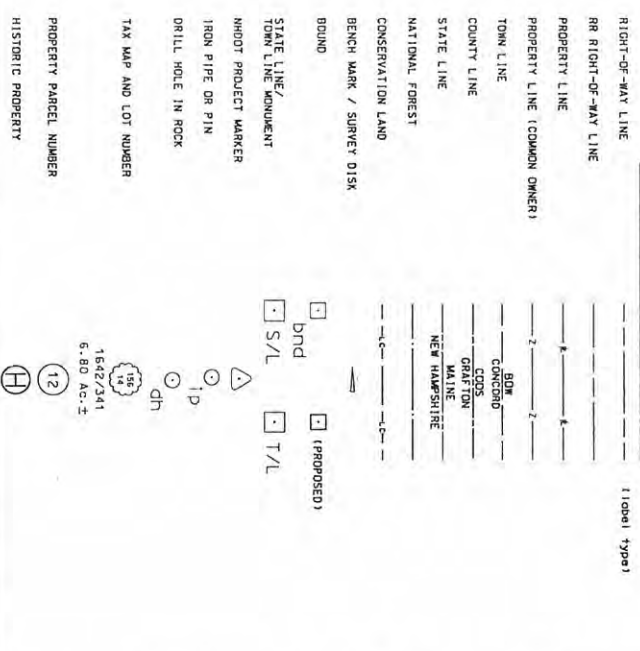 RIGHT-OF-WAY LINE (label type)
RR RIGHT-OF-WAY LINE
PROPERTY LINE
PROPERTY LINE (COMMON OWNER) Z Z
TOWN LINE BOW
CONCORD
COUNTY LINE COOS
GRAFTON
STATE LINE MAINE
NEW HAMPSHIRE
NATIONAL FOREST
CONSERVATION LAND LC LC
BENCH MARK / SURVEY DISK
BOUND bnd (PROPOSED)
STATE LINE/
TOWN LINE MONUMENT S/L T/L
NHDOT PROJECT MARKER
IRON PIPE OR PIN ip
DRILL HOLE IN ROCK dh
TAX MAP AND LOT NUMBER 156
14
1642/341
6.80 Ac.±
PROPERTY PARCEL NUMBER 12
HISTORIC PROPERTY H